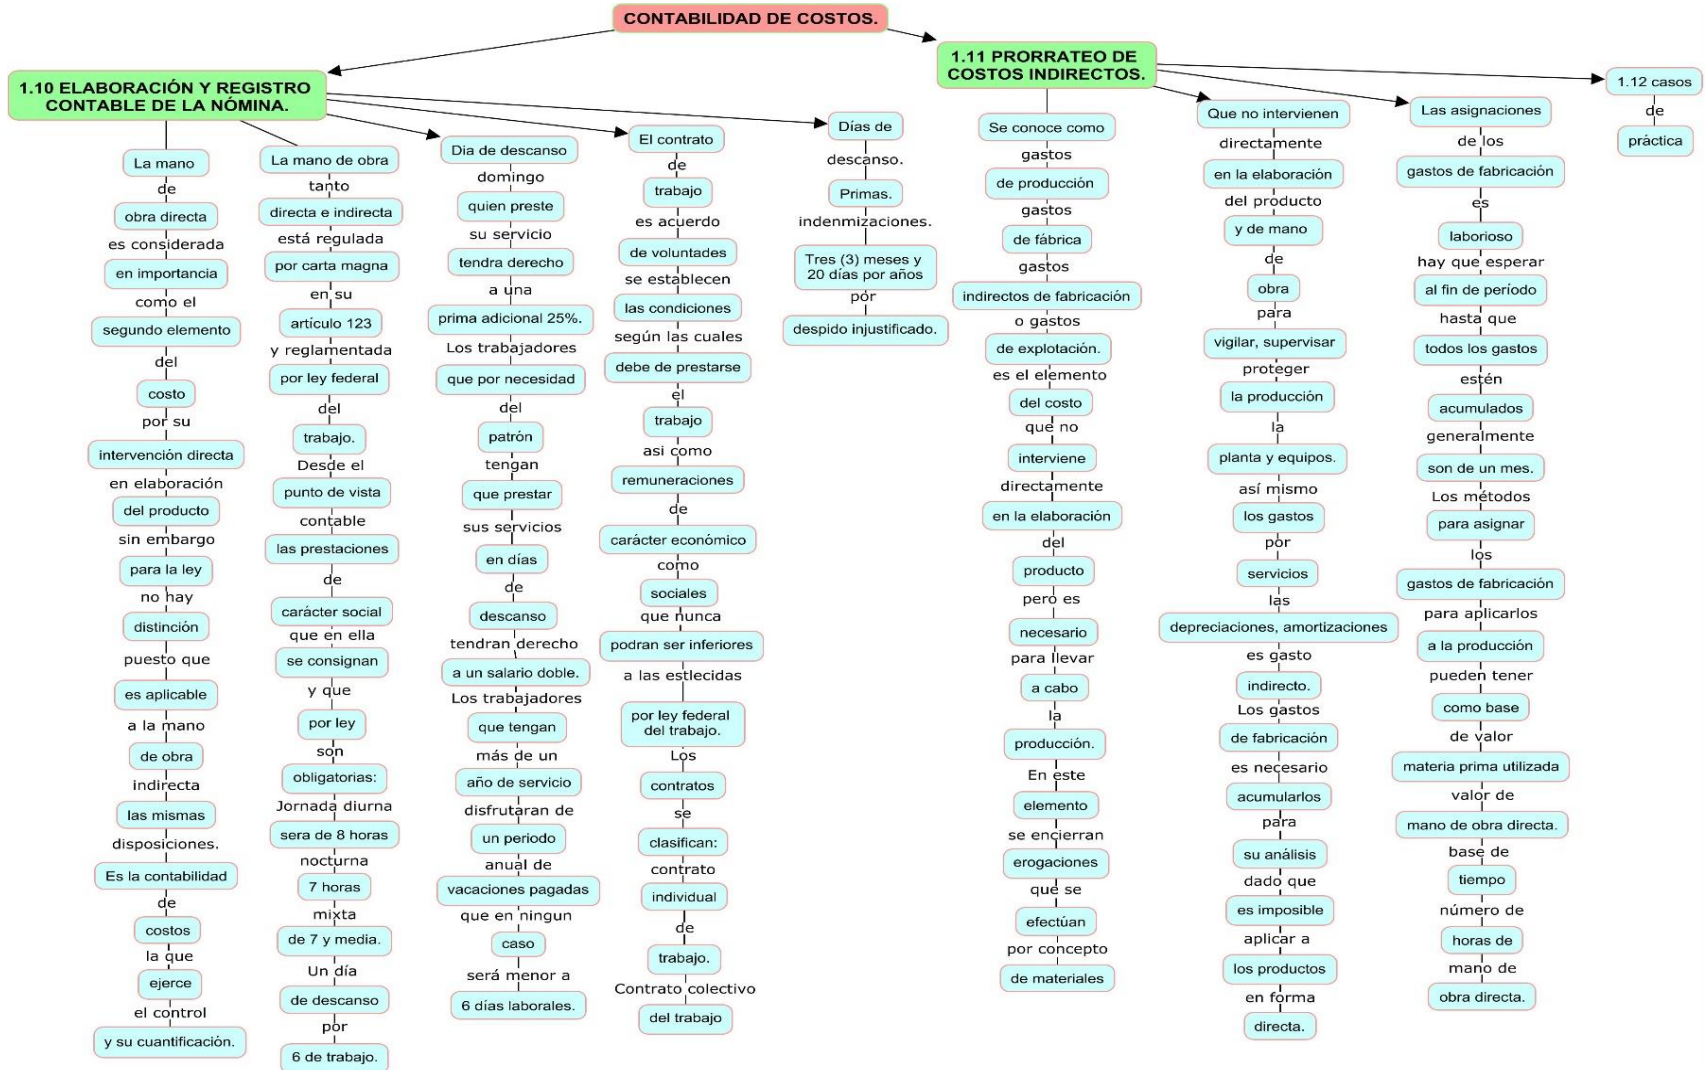 CONTABILIDAD DE COSTOS.
1.10 ELABORACIÓN Y REGISTRO
CONTABLE DE LA NÓMINA.
La mano
de
obra directa
es considerada
en importancia
como el
segundo elemento
del
costo
por su
intervención directa
en elaboración
del producto
sin embargo
para la ley
no hay
distinción
puesto que
es aplicable
a la mano
de obra
indirecta
las mismas
disposiciones.
Es la contabilidad
de
costos
la que
ejerce
el control
y su cuantificación.
La mano de obra
tanto
directa e indirecta
está regulada
por carta magna
en su
artículo 123
y reglamentada
por ley federal
del
trabajo.
Desde el
punto de vista
contable
las prestaciones
de
carácter social
que en ella
se consignan
y que
por ley
son
obligatorias:
Jornada diurna
sera de 8 horas
nocturna
7 horas
mixta
de 7 y media.
Un día
de descanso
por
6 de trabajo.
Dia de descanso
domingo
quien preste
su servicio
tendra derecho
a una
prima adicional 25%.
Los trabajadores
que por necesidad
del
patrón
tengan
que prestar
sus servicios
en días
de
descanso
tendran derecho
a un salario doble.
Los trabajadores
que tengan
más de un
año de servicio
disfrutaran de
un periodo
anual de
vacaciones pagadas
que en ningun
caso
será menor a
6 días laborales.
El contrato
de
trabajo
es acuerdo
de voluntades
se establecen
las condiciones
según las cuales
debe de prestarse
el
trabajo
asi como
remuneraciones
de
carácter económico
como
sociales
que nunca
podran ser inferiores
a las estlecidas
por ley federal
del trabajo.
Los
contratos
se
clasifican:
contrato
individual
de
trabajo.
Contrato colectivo
del trabajo
Días de
descanso.
Primas.
indenmizaciones.
Tres (3) meses y
20 días por años
por
despido injustificado.
1.11 PRORRATEO DE
COSTOS INDIRECTOS.
Se conoce como
gastos
de producción
gastos
de fábrica
gastos
indirectos de fabricación
o gastos
de explotación.
es el elemento
del costo
que no
interviene
directamente
en la elaboración
del
producto
pero es
necesario
para llevar
a cabo
la
producción.
En este
elemento
se encierran
erogaciones
que se
efectúan
por concepto
de materiales
Que no intervienen
directamente
en la elaboración
del producto
y de mano
de
obra
para
vigilar, supervisar
proteger
la producción
la
planta y equipos.
así mismo
los gastos
por
servicios
las
depreciaciones, amortizaciones
es gasto
indirecto.
Los gastos
de fabricación
es necesario
acumularlos
para
su análisis
dado que
es imposible
aplicar a
los productos
en forma
directa.
Las asignaciones
de los
gastos de fabricación
es
laborioso
hay que esperar
al fin de período
hasta que
todos los gastos
estén
acumulados
generalmente
son de un mes.
Los métodos
para asignar
los
gastos de fabricación
para aplicarlos
a la producción
pueden tener
como base
de valor
materia prima utilizada
valor de
mano de obra directa.
base de
tiempo
número de
horas de
mano de
obra directa.
1.12 casos
de
práctica